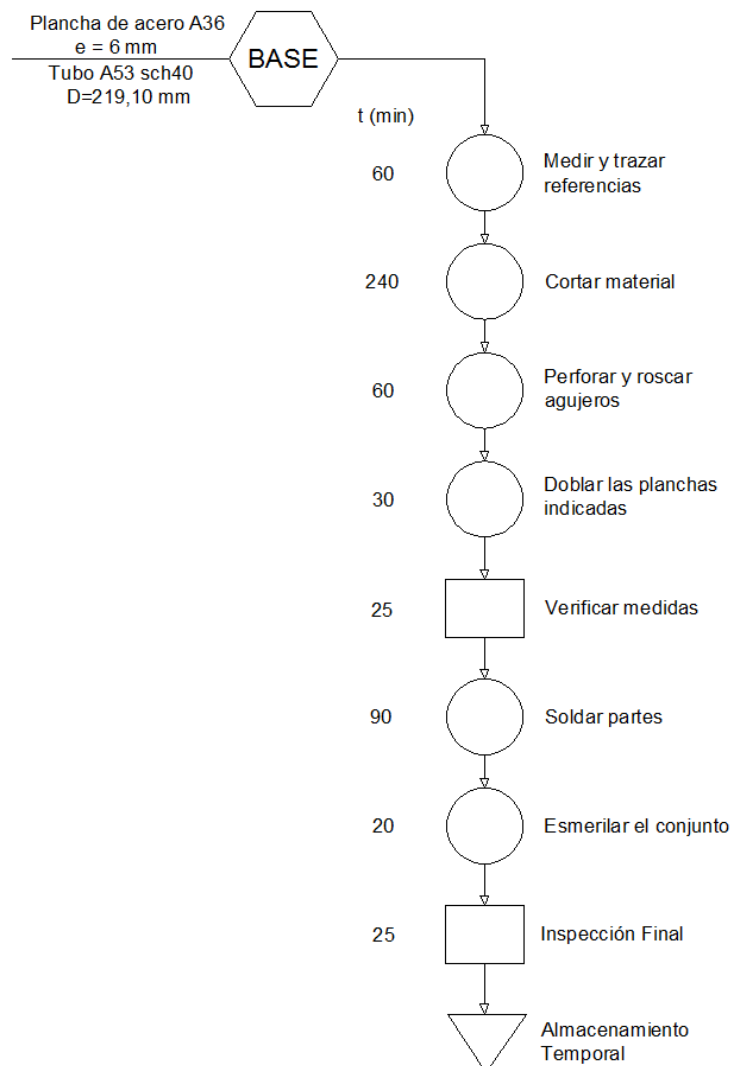 Plancha de acero A36
e = 6 mm
BASE
Tubo A53 sch40
D=219,10 mm
t (min)
60
Medir y trazar
referencias
240
Cortar material
60
Perforar y roscar
agujeros
30
Doblar las planchas
indicadas
25
Verificar medidas
90
Soldar partes
20
Esmerilar el conjunto
25
Inspección Final
Almacenamiento
Temporal